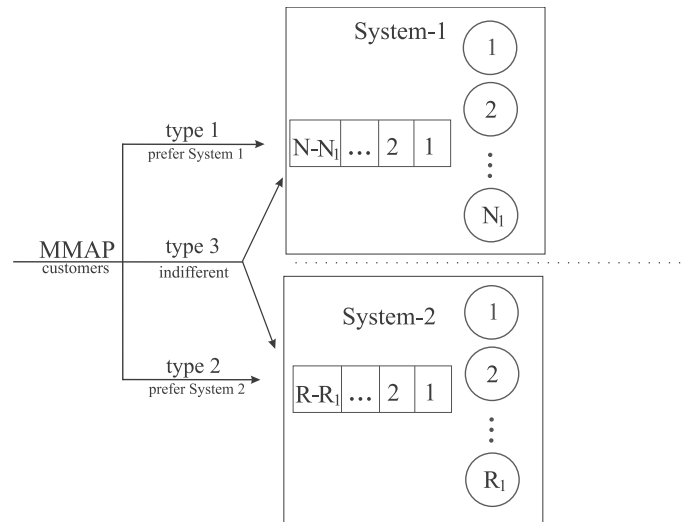 System-1
1
2
⋮
N₁
N-N₁ ... 2 1
type 1
prefer System 1
MMAP
customers
type 3
indifferent
type 2
prefer System 2
System-2
1
2
⋮
R₁
R-R₁ ... 2 1